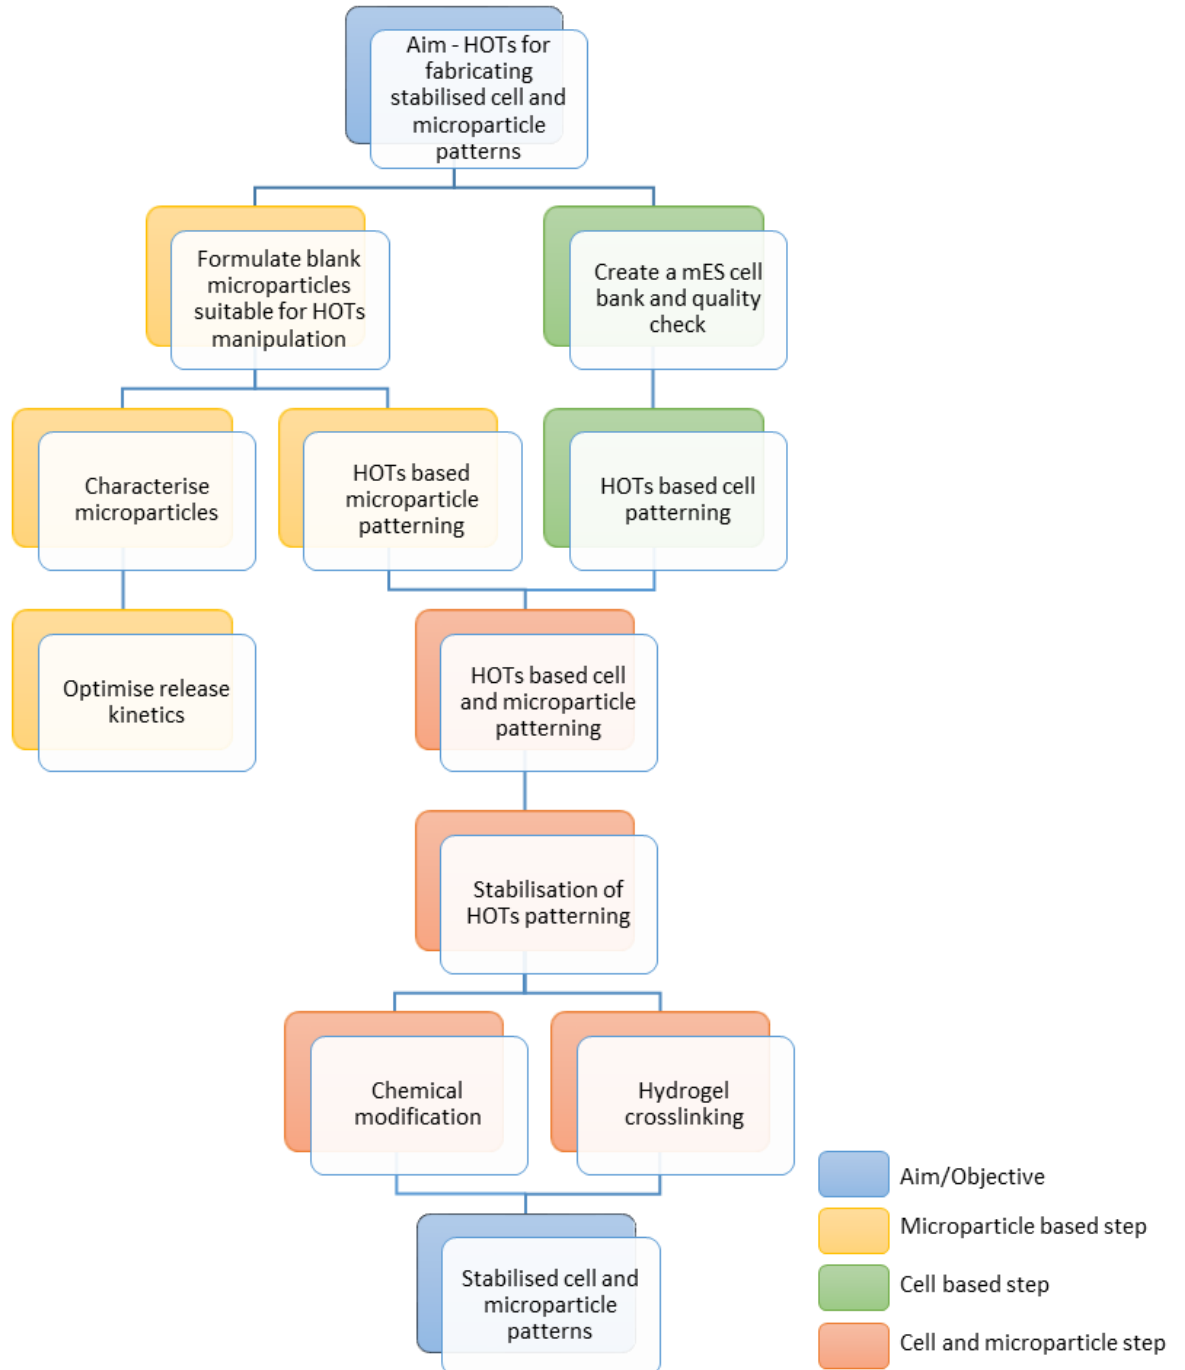 Aim - HOTs for
fabricating
stabilised cell and
microparticle
patterns
Formulate blank
microparticles
suitable for HOTs
manipulation
Create a mES cell
bank and quality
check
Characterise
microparticles
HOTs based
microparticle
patterning
HOTs based cell
patterning
Optimise release
kinetics
HOTs based cell
and microparticle
patterning
Stabilisation of
HOTs patterning
Chemical
modification
Hydrogel
crosslinking
Stabilised cell and
microparticle
patterns
Aim/Objective
Microparticle based step
Cell based step
Cell and microparticle step